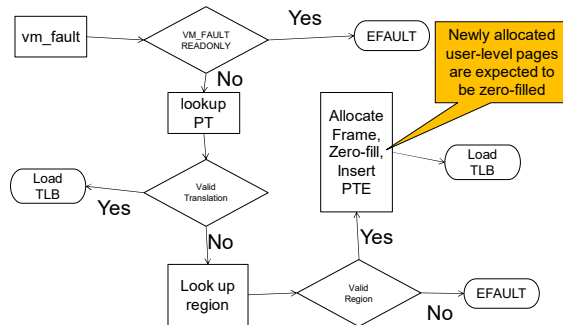 vm_fault
VM_FAULT
READONLY
Yes
EFAULT
Newly allocated
user-level pages
are expected to
be zero-filled
No
lookup
PT
Allocate
Frame,
Zero-fill,
Insert
PTE
Load
TLB
Load
TLB
Yes
Valid
Translation
No
Yes
Look up
region
Valid
Region
No
EFAULT